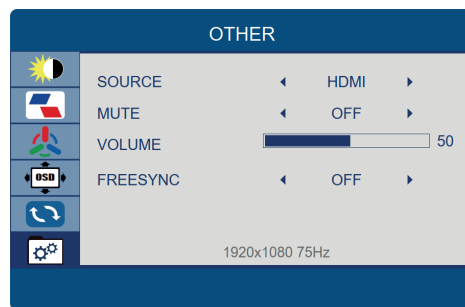 OTHER
SOURCE HDMI
MUTE OFF
VOLUME 50
OSD
FREESYNC OFF
1920x1080 75Hz